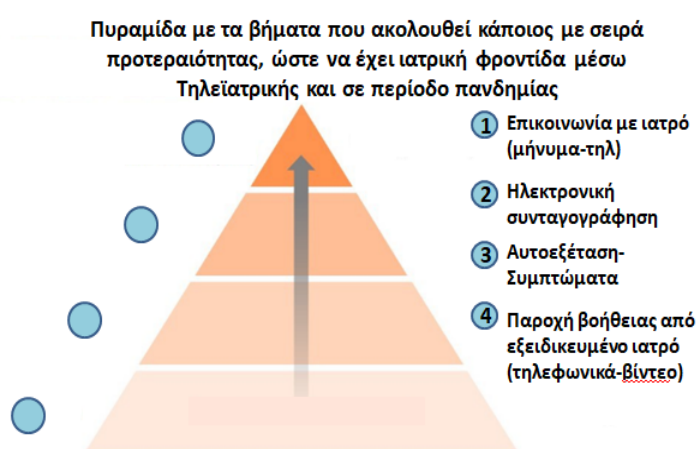 Πυραμίδα με τα βήματα που ακολουθεί κάποιος με σειρά
προτεραιότητας, ώστε να έχει ιατρική φροντίδα μέσω
Τηλεϊατρικής και σε περίοδο πανδημίας
1 Επικοινωνία με ιατρό
(μήνυμα-τηλ)
2 Ηλεκτρονική
συνταγογράφηση
3 Αυτοεξέταση-
Συμπτώματα
4 Παροχή βοήθειας από
εξειδικευμένο ιατρό
(τηλεφωνικά-βίντεο)